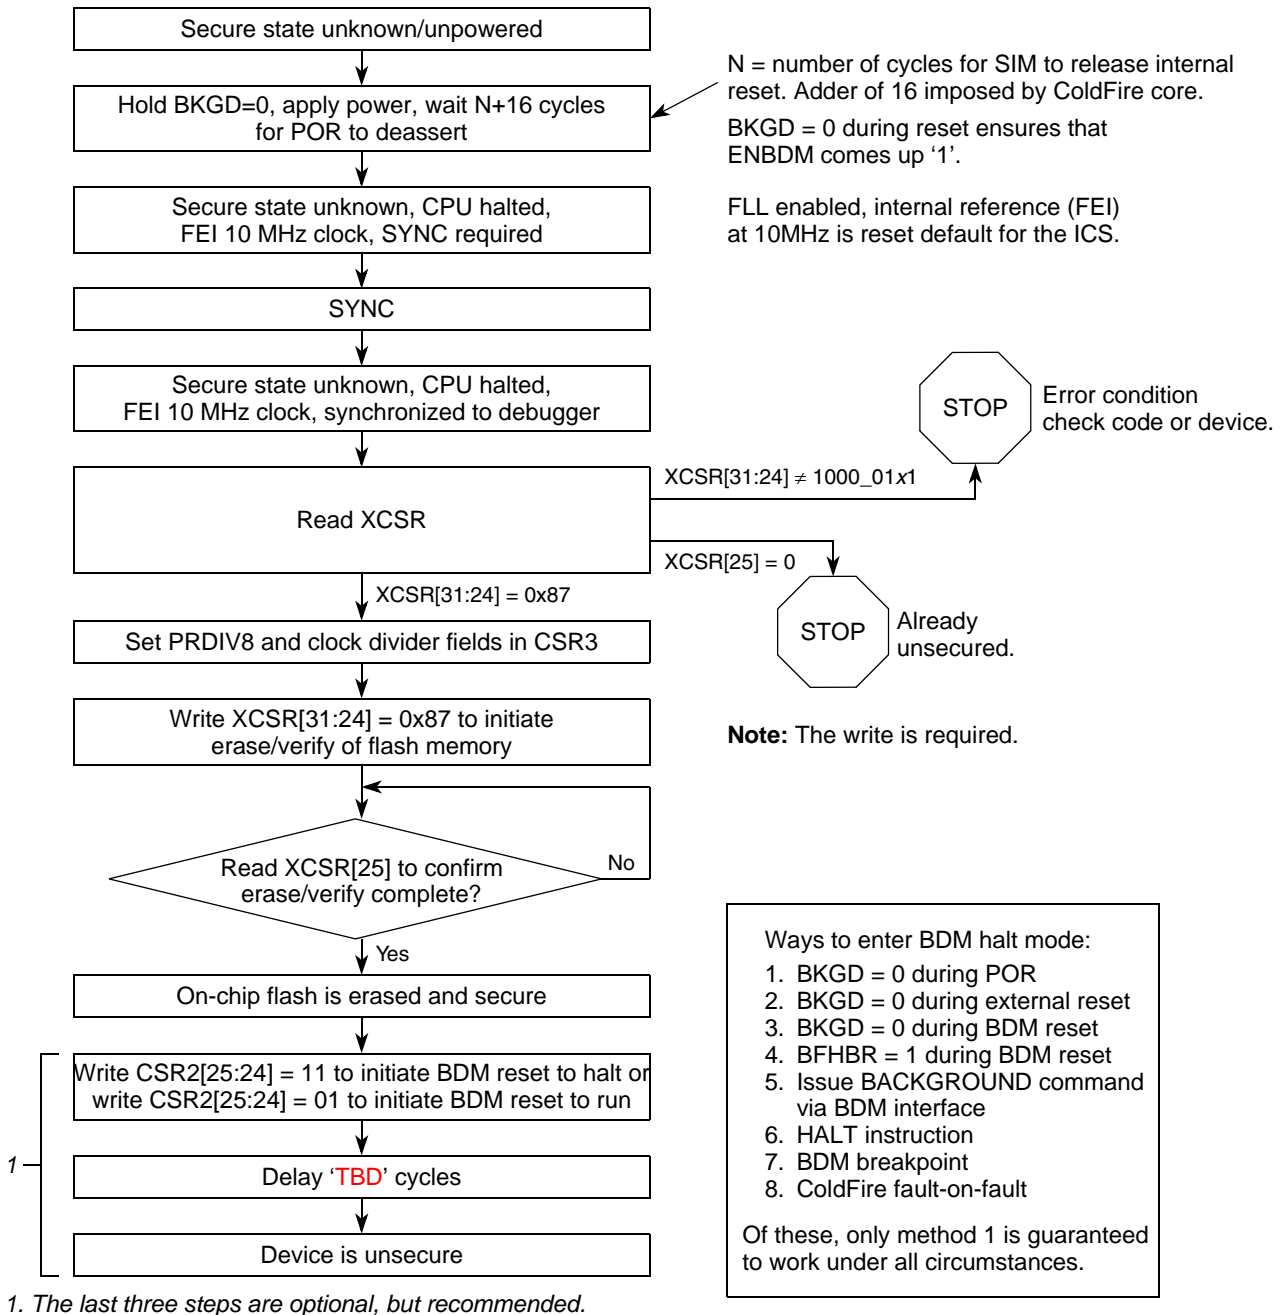 Secure state unknown/unpowered
N = number of cycles for SIM to release internal
reset. Adder of 16 imposed by ColdFire core.
Hold BKGD=0, apply power, wait N+16 cycles
for POR to deassert
BKGD = 0 during reset ensures that
ENBDM comes up ‘1’.
Secure state unknown, CPU halted,
FEI 10 MHz clock, SYNC required
FLL enabled, internal reference (FEI)
at 10MHz is reset default for the ICS.
SYNC
Secure state unknown, CPU halted,
FEI 10 MHz clock, synchronized to debugger
STOP
Error condition
check code or device.
XCSR[31:24] ≠ 1000_01x1
Read XCSR
XCSR[25] = 0
XCSR[31:24] = 0x87
STOP
Already
unsecured.
Set PRDIV8 and clock divider fields in CSR3
Write XCSR[31:24] = 0x87 to initiate
erase/verify of flash memory
Note: The write is required.
Read XCSR[25] to confirm
erase/verify complete?
No
Yes
On-chip flash is erased and secure
Write CSR2[25:24] = 11 to initiate BDM reset to halt or
write CSR2[25:24] = 01 to initiate BDM reset to run
1
Delay ‘TBD’ cycles
Device is unsecure
Ways to enter BDM halt mode:
1. BKGD = 0 during POR
2. BKGD = 0 during external reset
3. BKGD = 0 during BDM reset
4. BFHBR = 1 during BDM reset
5. Issue BACKGROUND command
via BDM interface
6. HALT instruction
7. BDM breakpoint
8. ColdFire fault-on-fault
Of these, only method 1 is guaranteed
to work under all circumstances.
1. The last three steps are optional, but recommended.